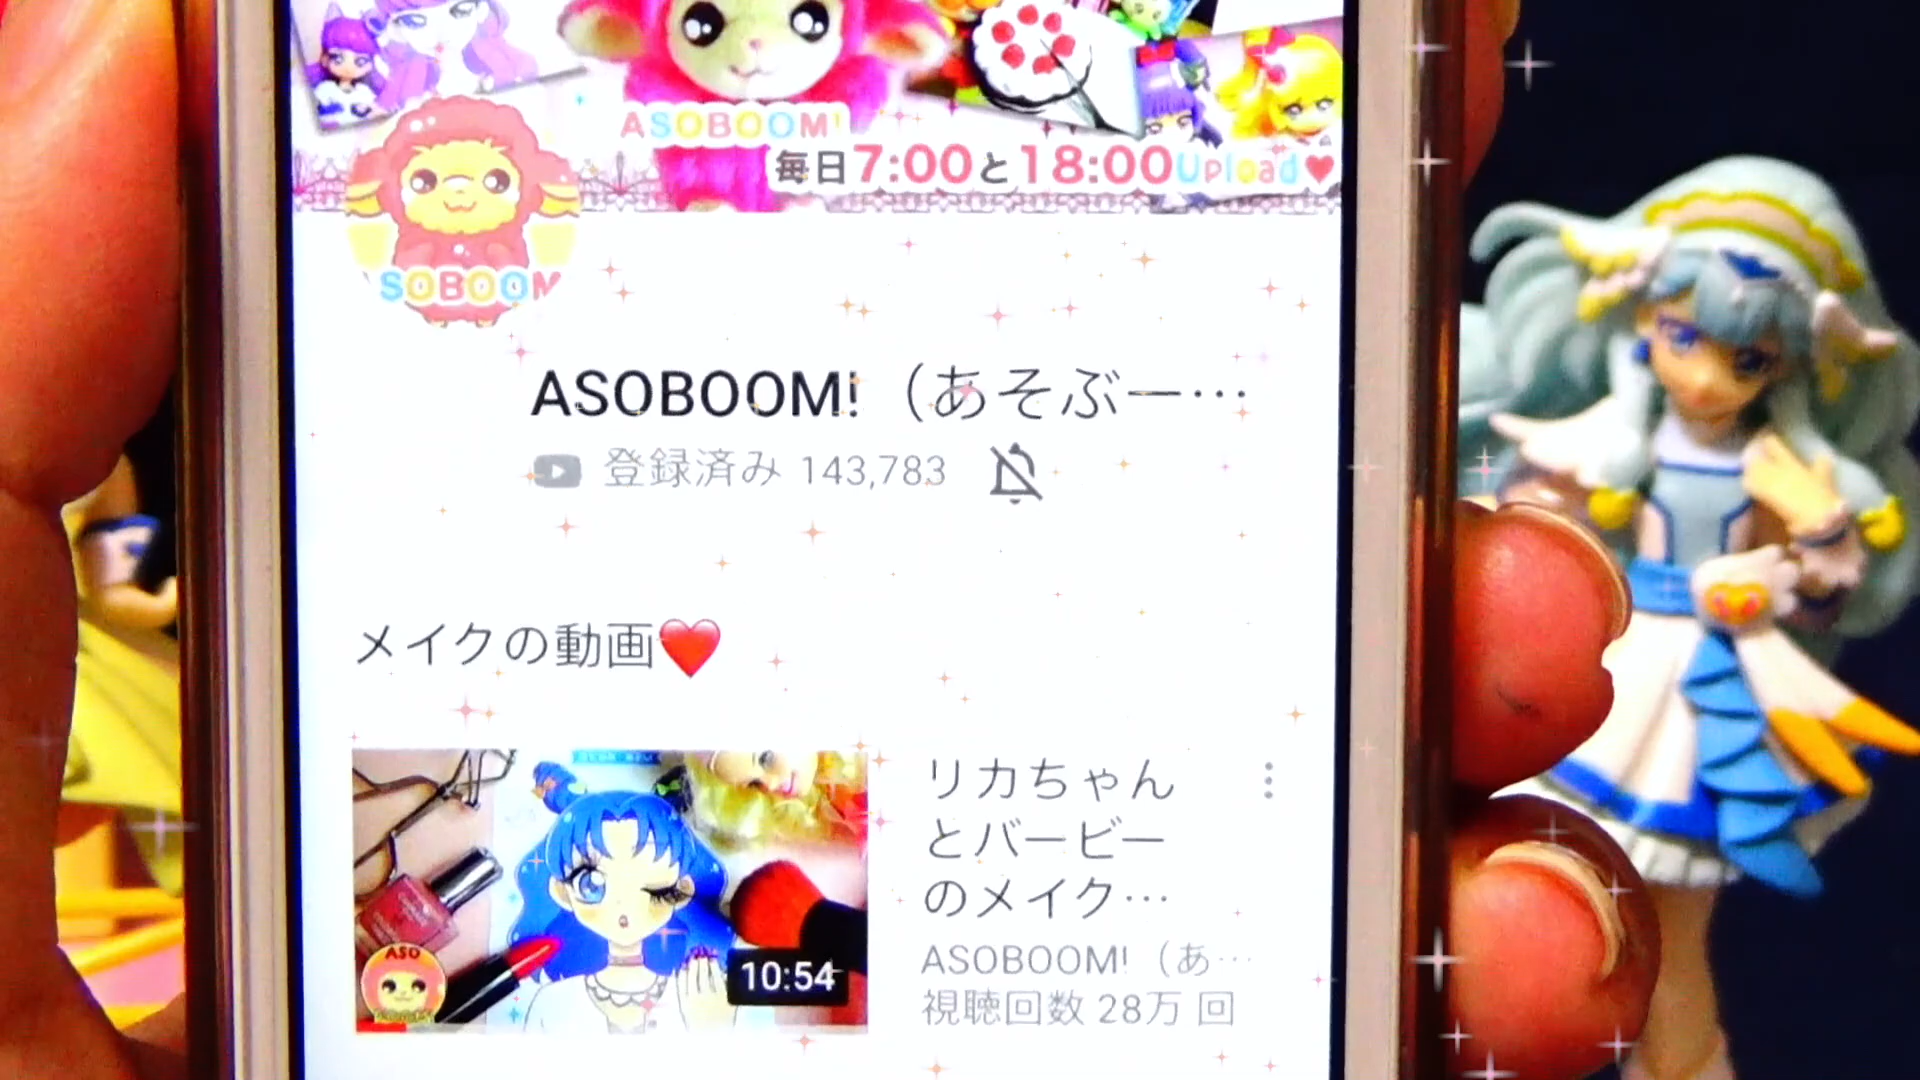 ASOBOOM!
毎日7:00と18:00Upload♥
SOBOOM
ASOBOOM!（あそぶー…
登録済み 143,783
メイクの動画❤️
リカちゃん
とバービー
のメイク…
ASO
10:54
ASOBOOM!（あ…
視聴回数 28万 回